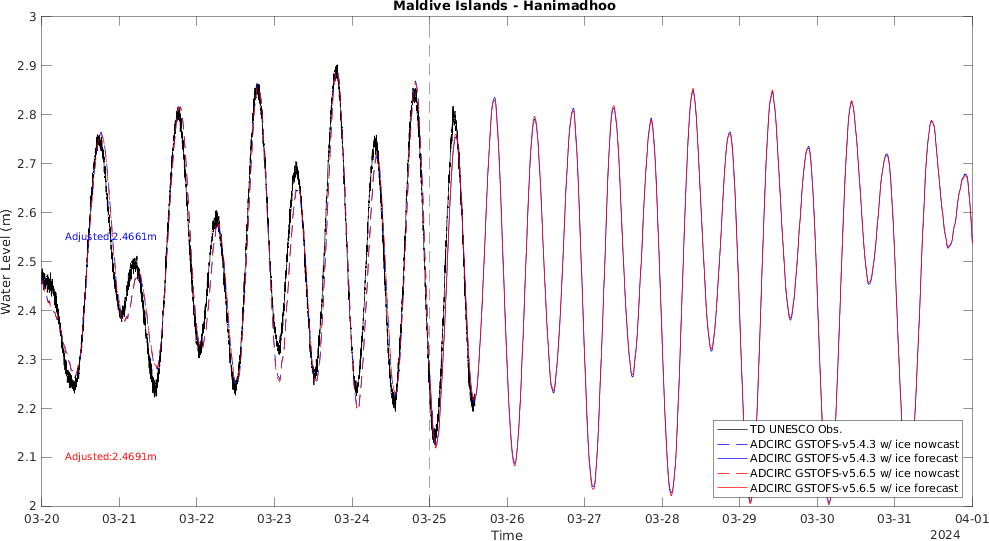 Maldive Islands - Hanimadhoo
3
2.9
2.8
2.7
2.6
2.5
2.4
2.3
2.2
2.1
2
Water Level (m)
Adjusted:2.4661m
Adjusted:2.4691m
TD UNESCO Obs.
ADCIRC GSTOFS-v5.4.3 w/ ice nowcast
ADCIRC GSTOFS-v5.4.3 w/ ice forecast
ADCIRC GSTOFS-v5.6.5 w/ ice nowcast
ADCIRC GSTOFS-v5.6.5 w/ ice forecast
03-20 03-21 03-22 03-23 03-24 03-25 03-26 03-27 03-28 03-29 03-30 03-31 04-01
Time
2024